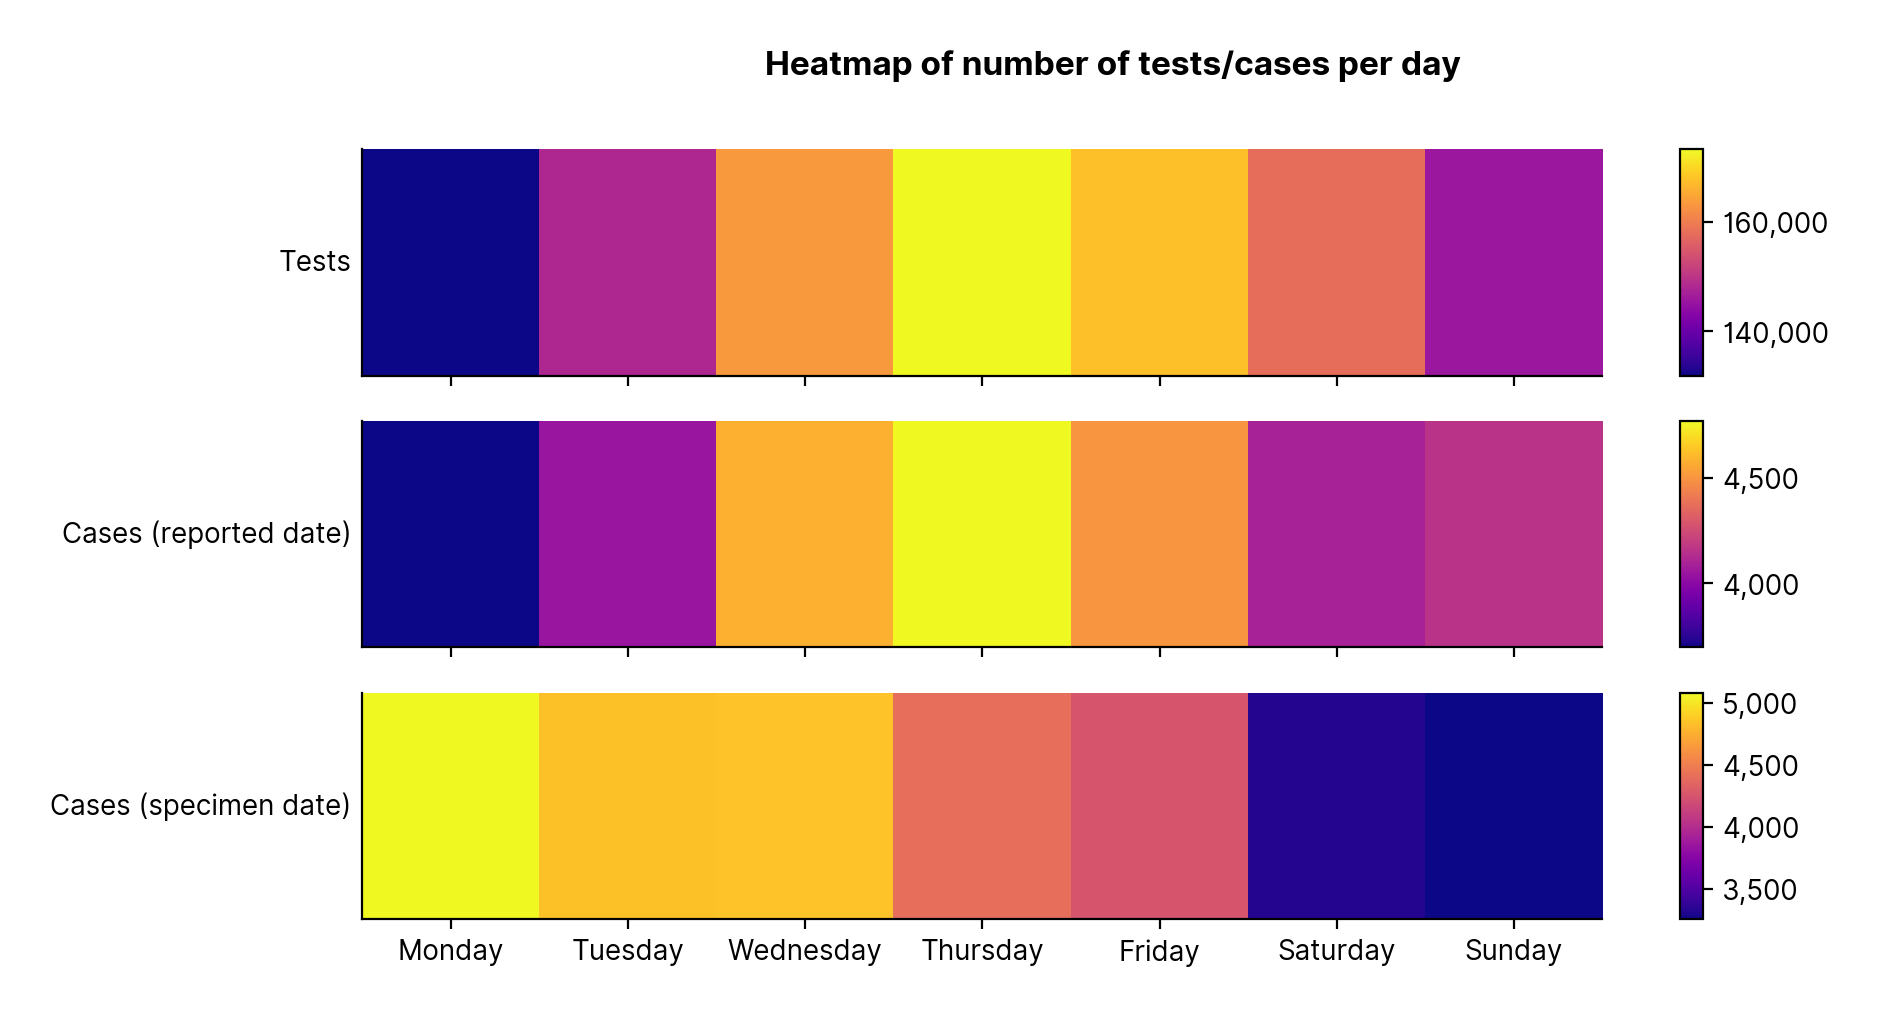 Heatmap of number of tests/cases per day
Tests
160,000
140,000
Cases (reported date)
4,500
4,000
Cases (specimen date)
5,000
4,500
4,000
3,500
Monday Tuesday Wednesday Thursday Friday Saturday Sunday